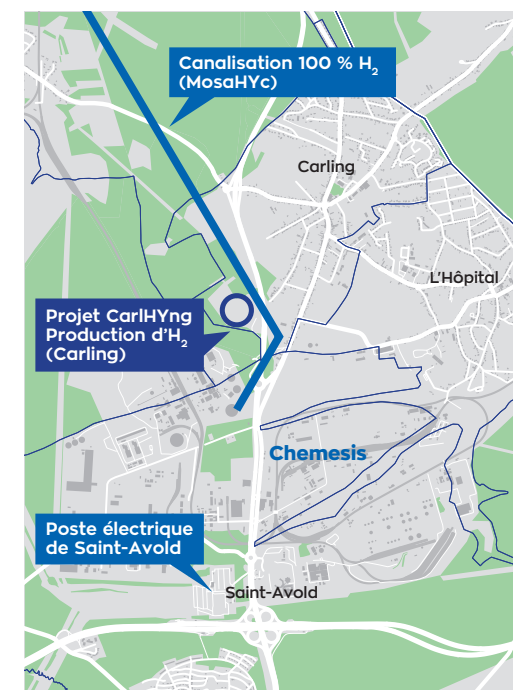 Canalisation 100 % H₂
(MosaHYc)
Carling
L'Hôpital
Projet CarlHYng
Production d'H₂
(Carling)
Chemesis
Poste électrique
de Saint-Avold
Saint-Avold